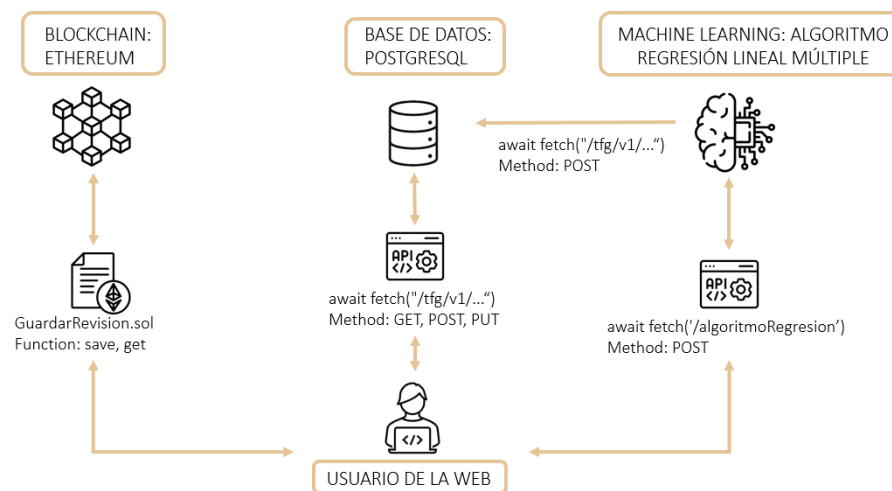 BLOCKCHAIN:
ETHEREUM
BASE DE DATOS:
POSTGRESQL
MACHINE LEARNING: ALGORITMO
REGRESIÓN LINEAL MÚLTIPLE
await fetch("/tfg/v1/...“)
Method: POST
API
</>
await fetch("/tfg/v1/...“)
Method: GET, POST, PUT
API
</>
await fetch('/algoritmoRegresion’)
Method: POST
GuardarRevision.sol
Function: save, get
</>
USUARIO DE LA WEB